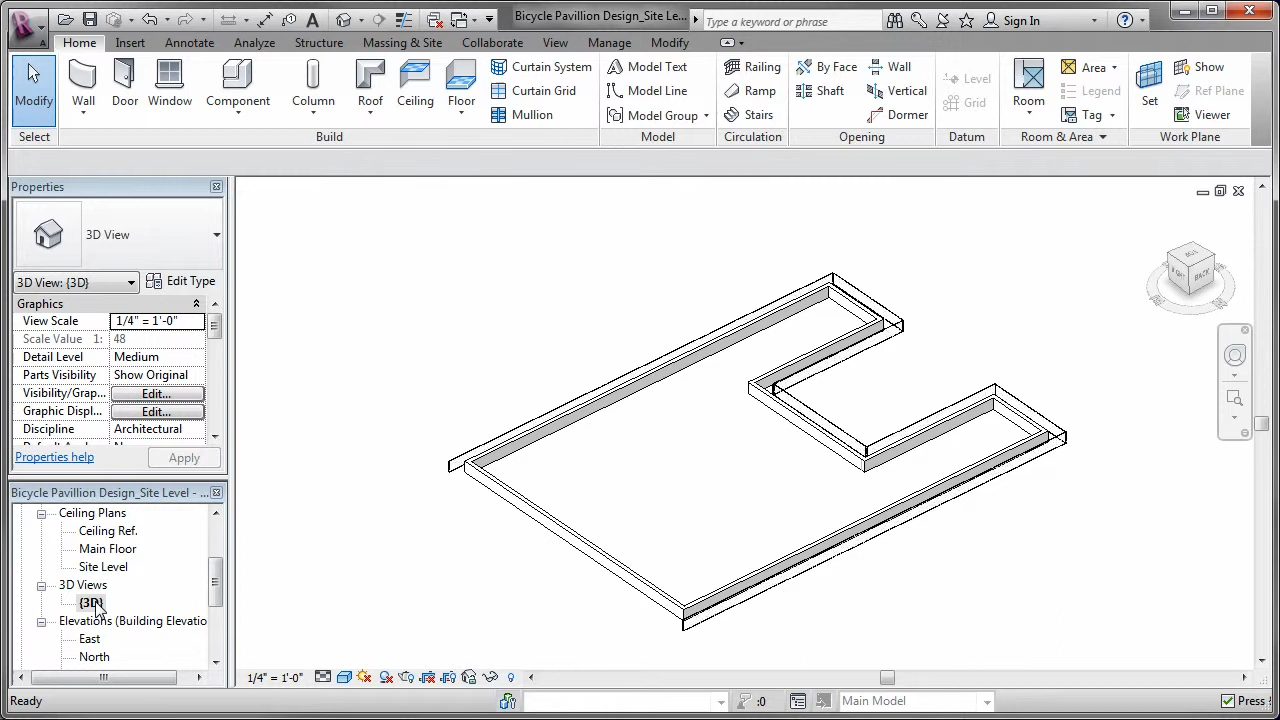 Bicycle Pavillion Design_Site Le...
Type a keyword or phrase
Sign In
Home Insert Annotate Analyze Structure Massing & Site Collaborate View Manage Modify
Modify
Wall
Door
Window
Component
Column
Roof
Ceiling
Floor
Curtain System
Curtain Grid
Mullion
Model Text
Model Line
Model Group
Railing
Ramp
Stairs
By Face
Shaft
Wall
Vertical
Dormer
Level
Grid
Room
Area
Legend
Tag
Set
Show
Ref Plane
Viewer
Select Build Model Circulation Opening Datum Room & Area Work Plane
Properties
3D View
3D View: {3D} Edit Type
Graphics
View Scale 1/4" = 1'-0"
Scale Value 1: 48
Detail Level Medium
Parts Visibility Show Original
Visibility/Grap... Edit...
Graphic Displ... Edit...
Discipline Architectural
Properties help Apply
Bicycle Pavillion Design_Site Level - ...
Ceiling Plans
Ceiling Ref.
Main Floor
Site Level
3D Views
{3D}
Elevations (Building Elevatio
East
North
RIGHT
BACK
1/4" = 1'-0"
Ready
:0
Main Model
Press